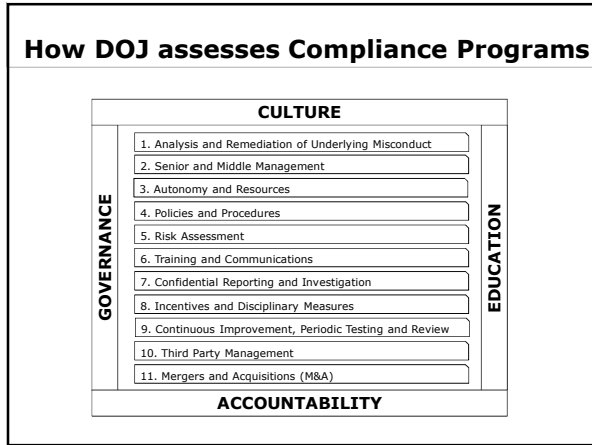 How DOJ assesses Compliance Programs
CULTURE
GOVERNANCE
1. Analysis and Remediation of Underlying Misconduct
2. Senior and Middle Management
3. Autonomy and Resources
4. Policies and Procedures
5. Risk Assessment
6. Training and Communications
7. Confidential Reporting and Investigation
8. Incentives and Disciplinary Measures
9. Continuous Improvement, Periodic Testing and Review
10. Third Party Management
11. Mergers and Acquisitions (M&A)
EDUCATION
ACCOUNTABILITY